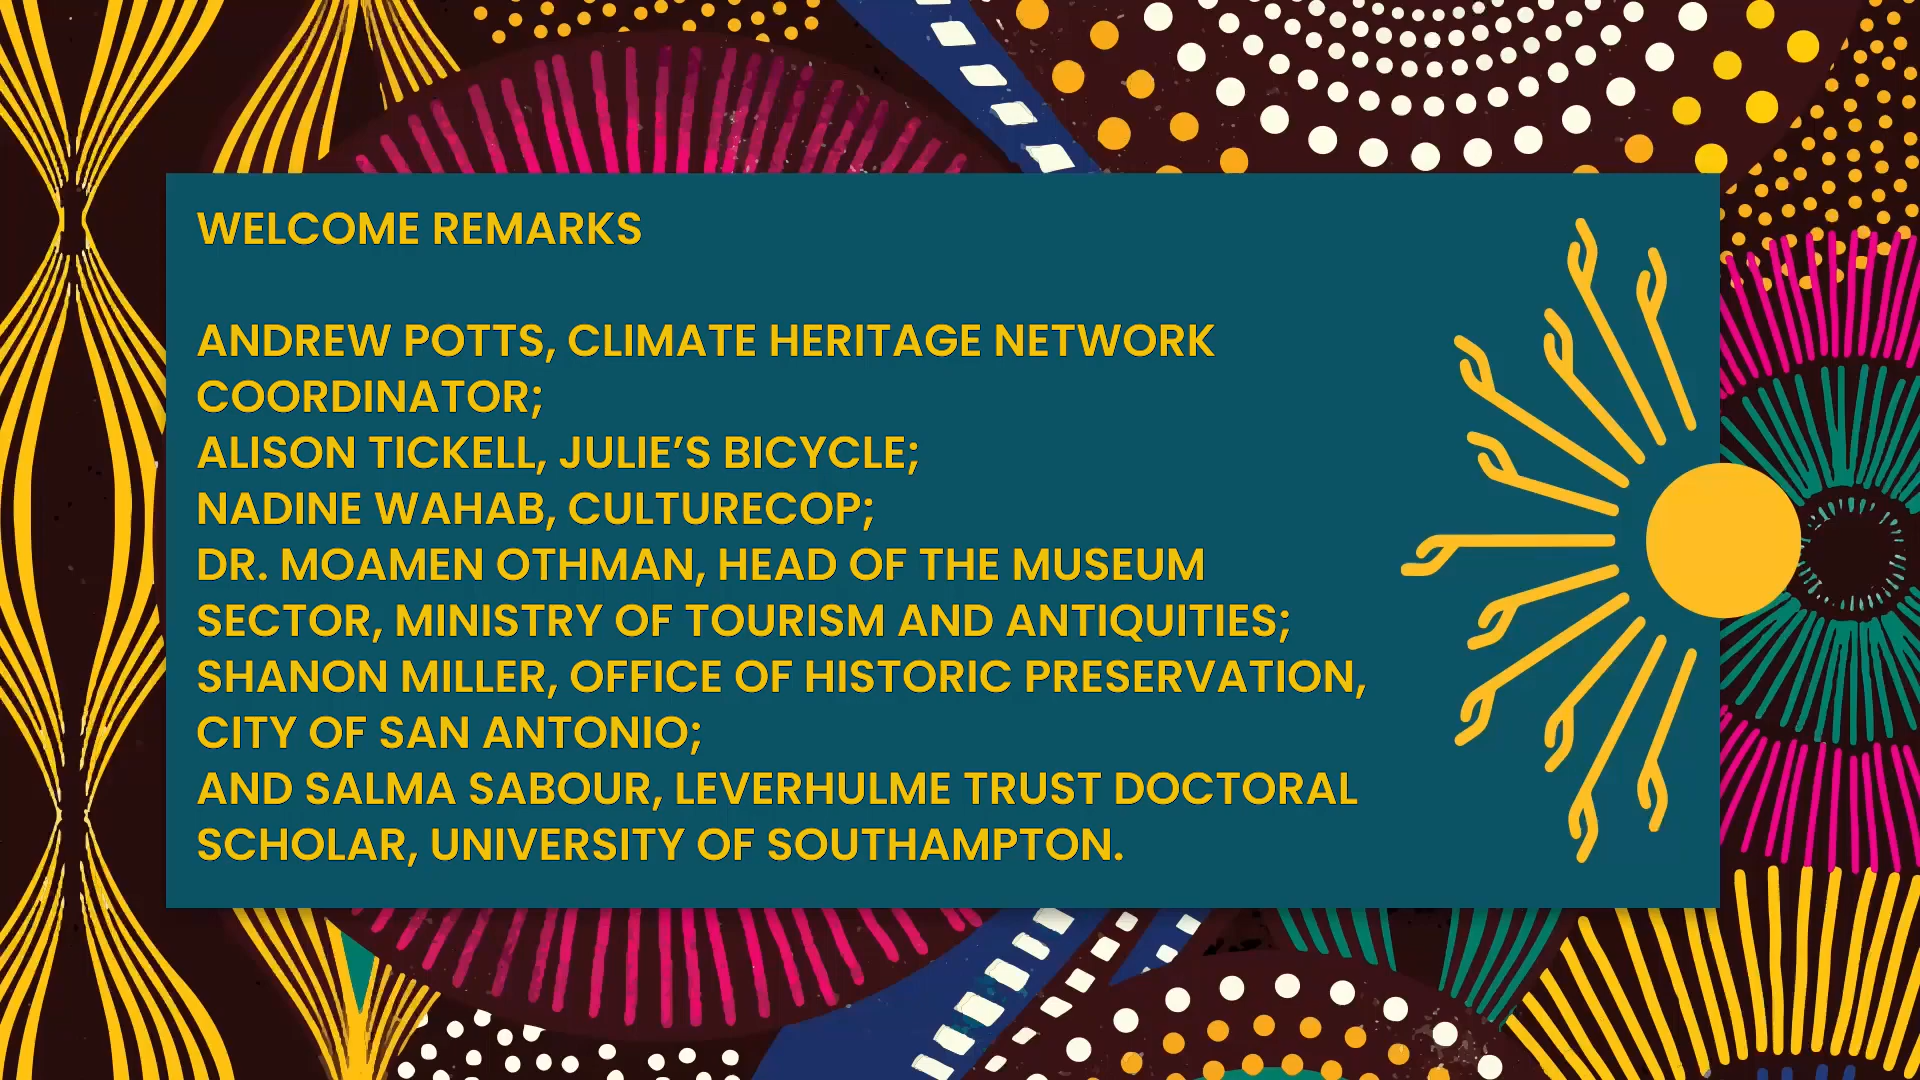 WELCOME REMARKS
ANDREW POTTS, CLIMATE HERITAGE NETWORK
COORDINATOR;
ALISON TICKELL, JULIE’S BICYCLE;
NADINE WAHAB, CULTURECOP;
DR. MOAMEN OTHMAN, HEAD OF THE MUSEUM
SECTOR, MINISTRY OF TOURISM AND ANTIQUITIES;
SHANON MILLER, OFFICE OF HISTORIC PRESERVATION,
CITY OF SAN ANTONIO;
AND SALMA SABOUR, LEVERHULME TRUST DOCTORAL
SCHOLAR, UNIVERSITY OF SOUTHAMPTON.